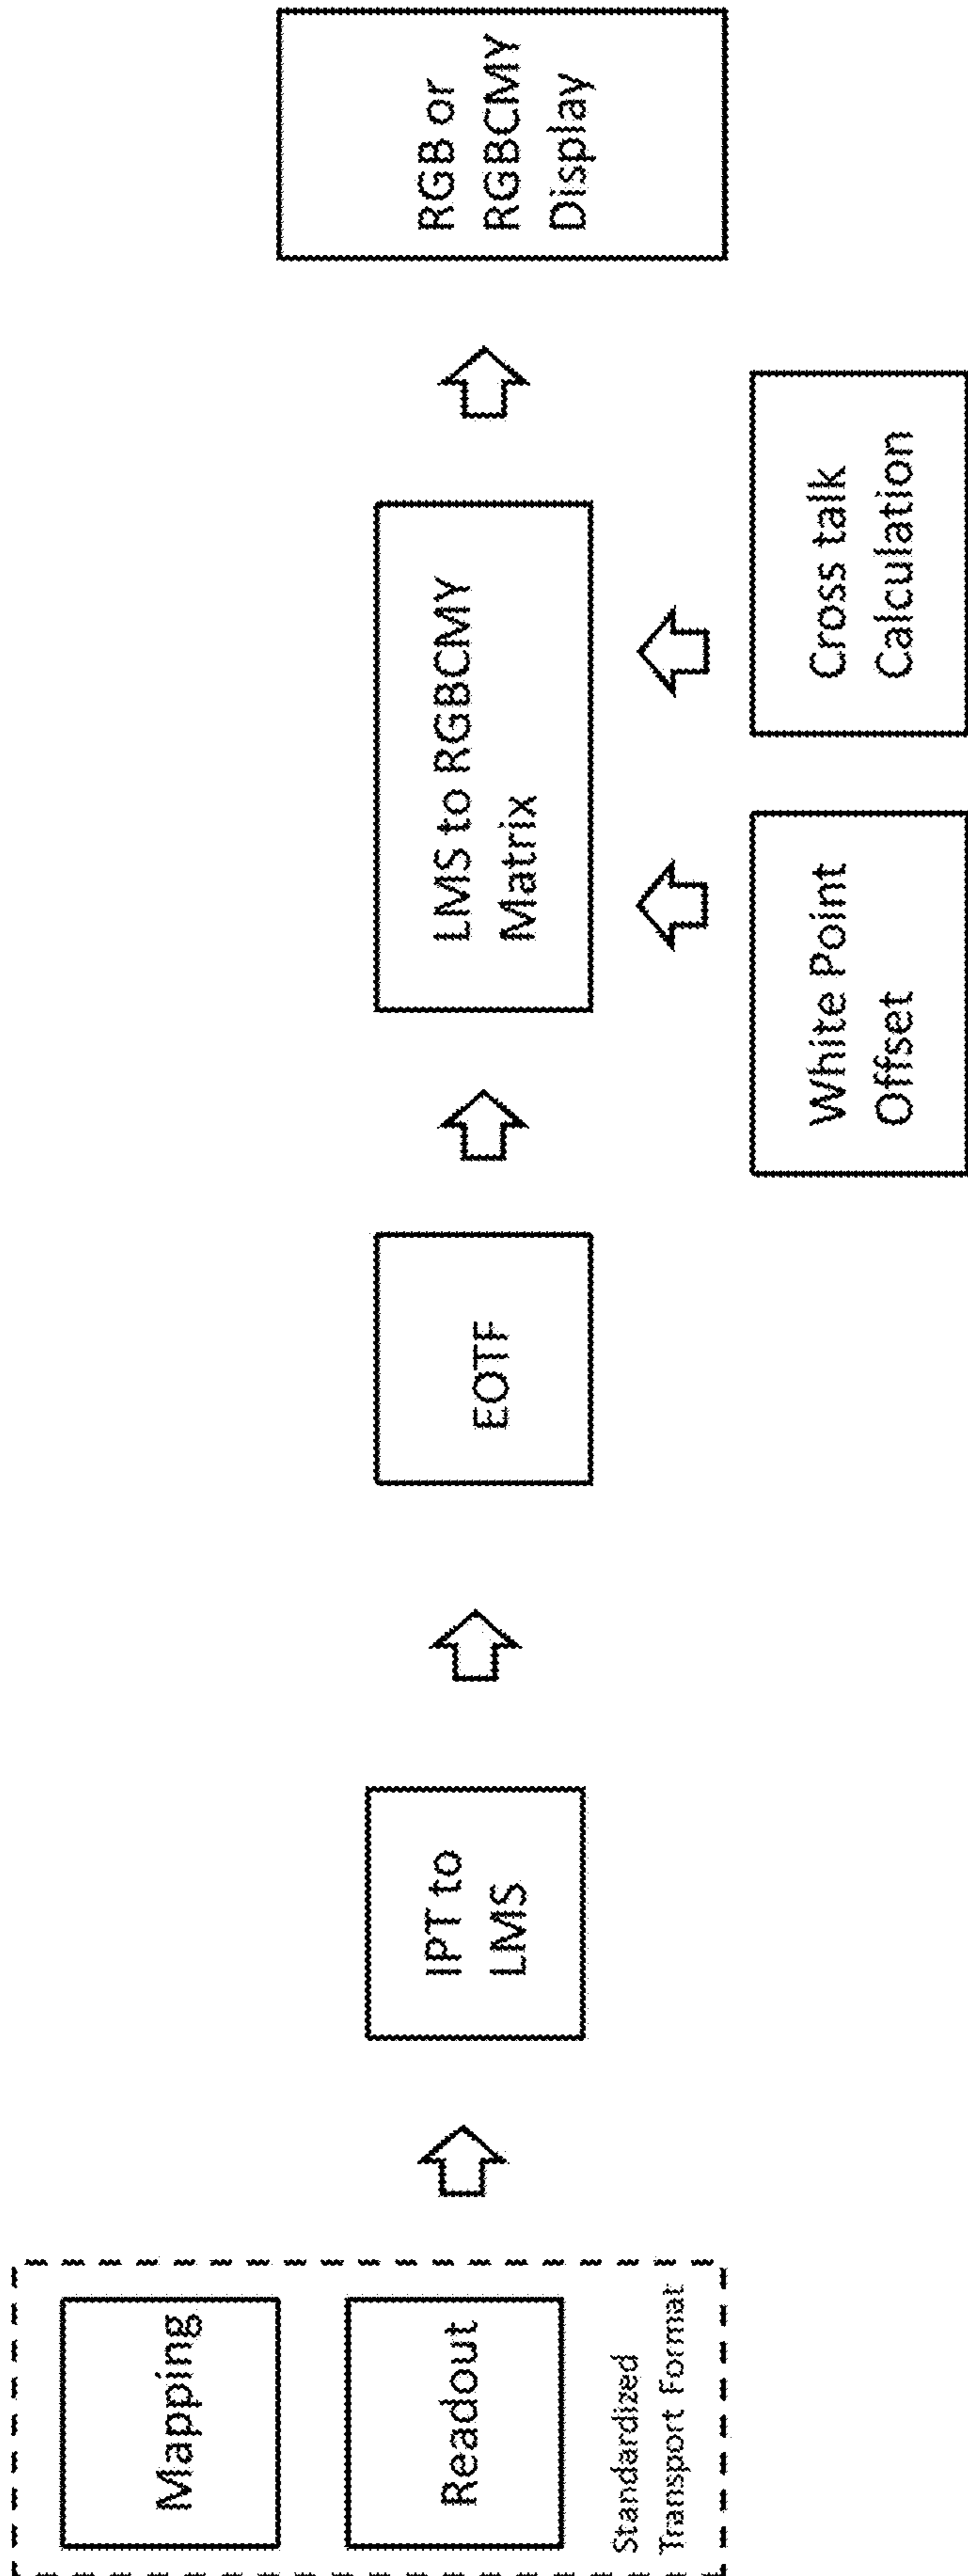 Mapping
Readout
Standardized
Transport Format
IPT to
LMS
EOTF
LMS to RGBCMY
Matrix
White Point
Offset
Cross talk
Calculation
RGB or
RGBCMY
Display